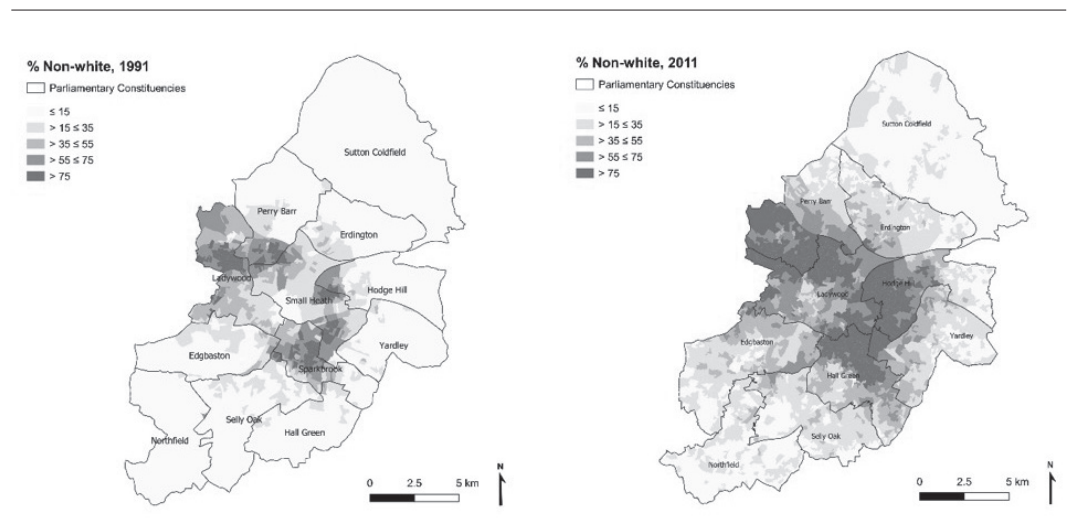 % Non-white, 1991
Parliamentary Constituencies
≤ 15
> 15 ≤ 35
> 35 ≤ 55
> 55 ≤ 75
> 75
Sutton Coldfield
Perry Barr
Erdington
Ladywood
Hodge Hill
Small Heath
Yardley
Edgbaston
Sparkbrook
Selly Oak
Hall Green
Northfield
0 2.5 5 km
N
% Non-white, 2011
Parliamentary Constituencies
≤ 15
> 15 ≤ 35
> 35 ≤ 55
> 55 ≤ 75
> 75
Sutton Coldfield
Perry Barr
Erdington
Hodge Hill
Ladywood
Yardley
Edgbaston
Hall Green
Selly Oak
Northfield
0 2.5 5 km
N